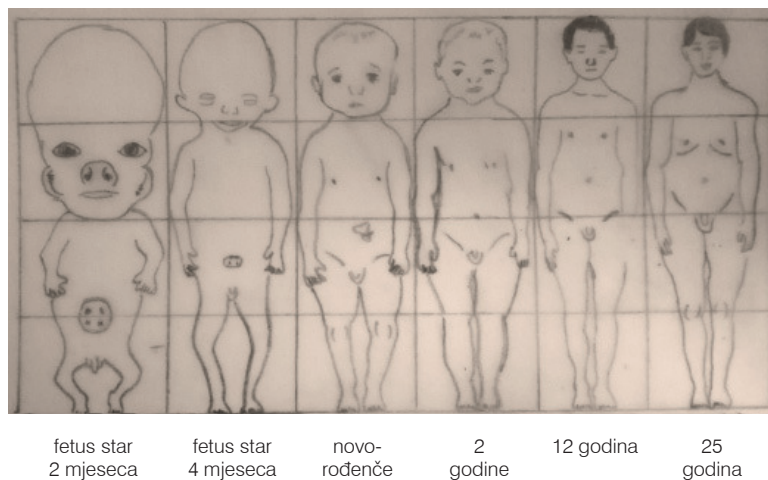 fetus star
2 mjeseca
fetus star
4 mjeseca
novo-
rođenče
2
godine
12 godina
25
godina